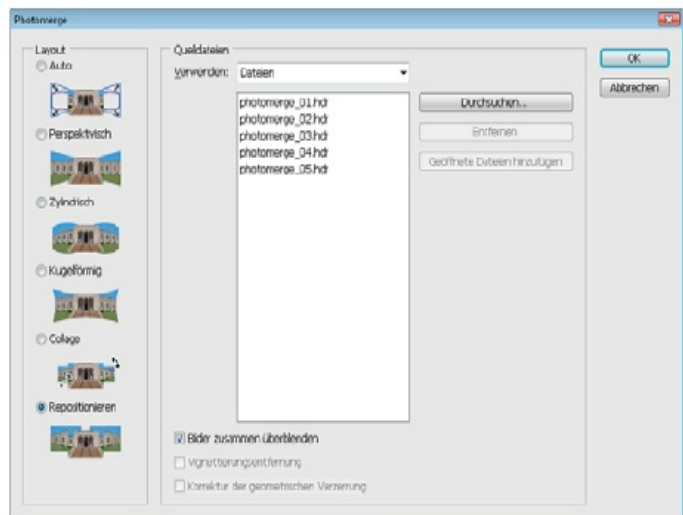 Photomerge
Layout
Auto
Perspektivisch
Zylindrisch
Kugelförmig
Collage
Repositionieren
Quelldateien
Verwenden: Dateien
photomerge_01.hdr
photomerge_02.hdr
photomerge_03.hdr
photomerge_04.hdr
photomerge_05.hdr
Durchsuchen...
Entfernen
Geöffnete Dateien hinzufügen
Bilder zusammen überblenden
Vignettierungsentfernung
Korrektur der geometrischen Verzerrung
OK
Abbrechen